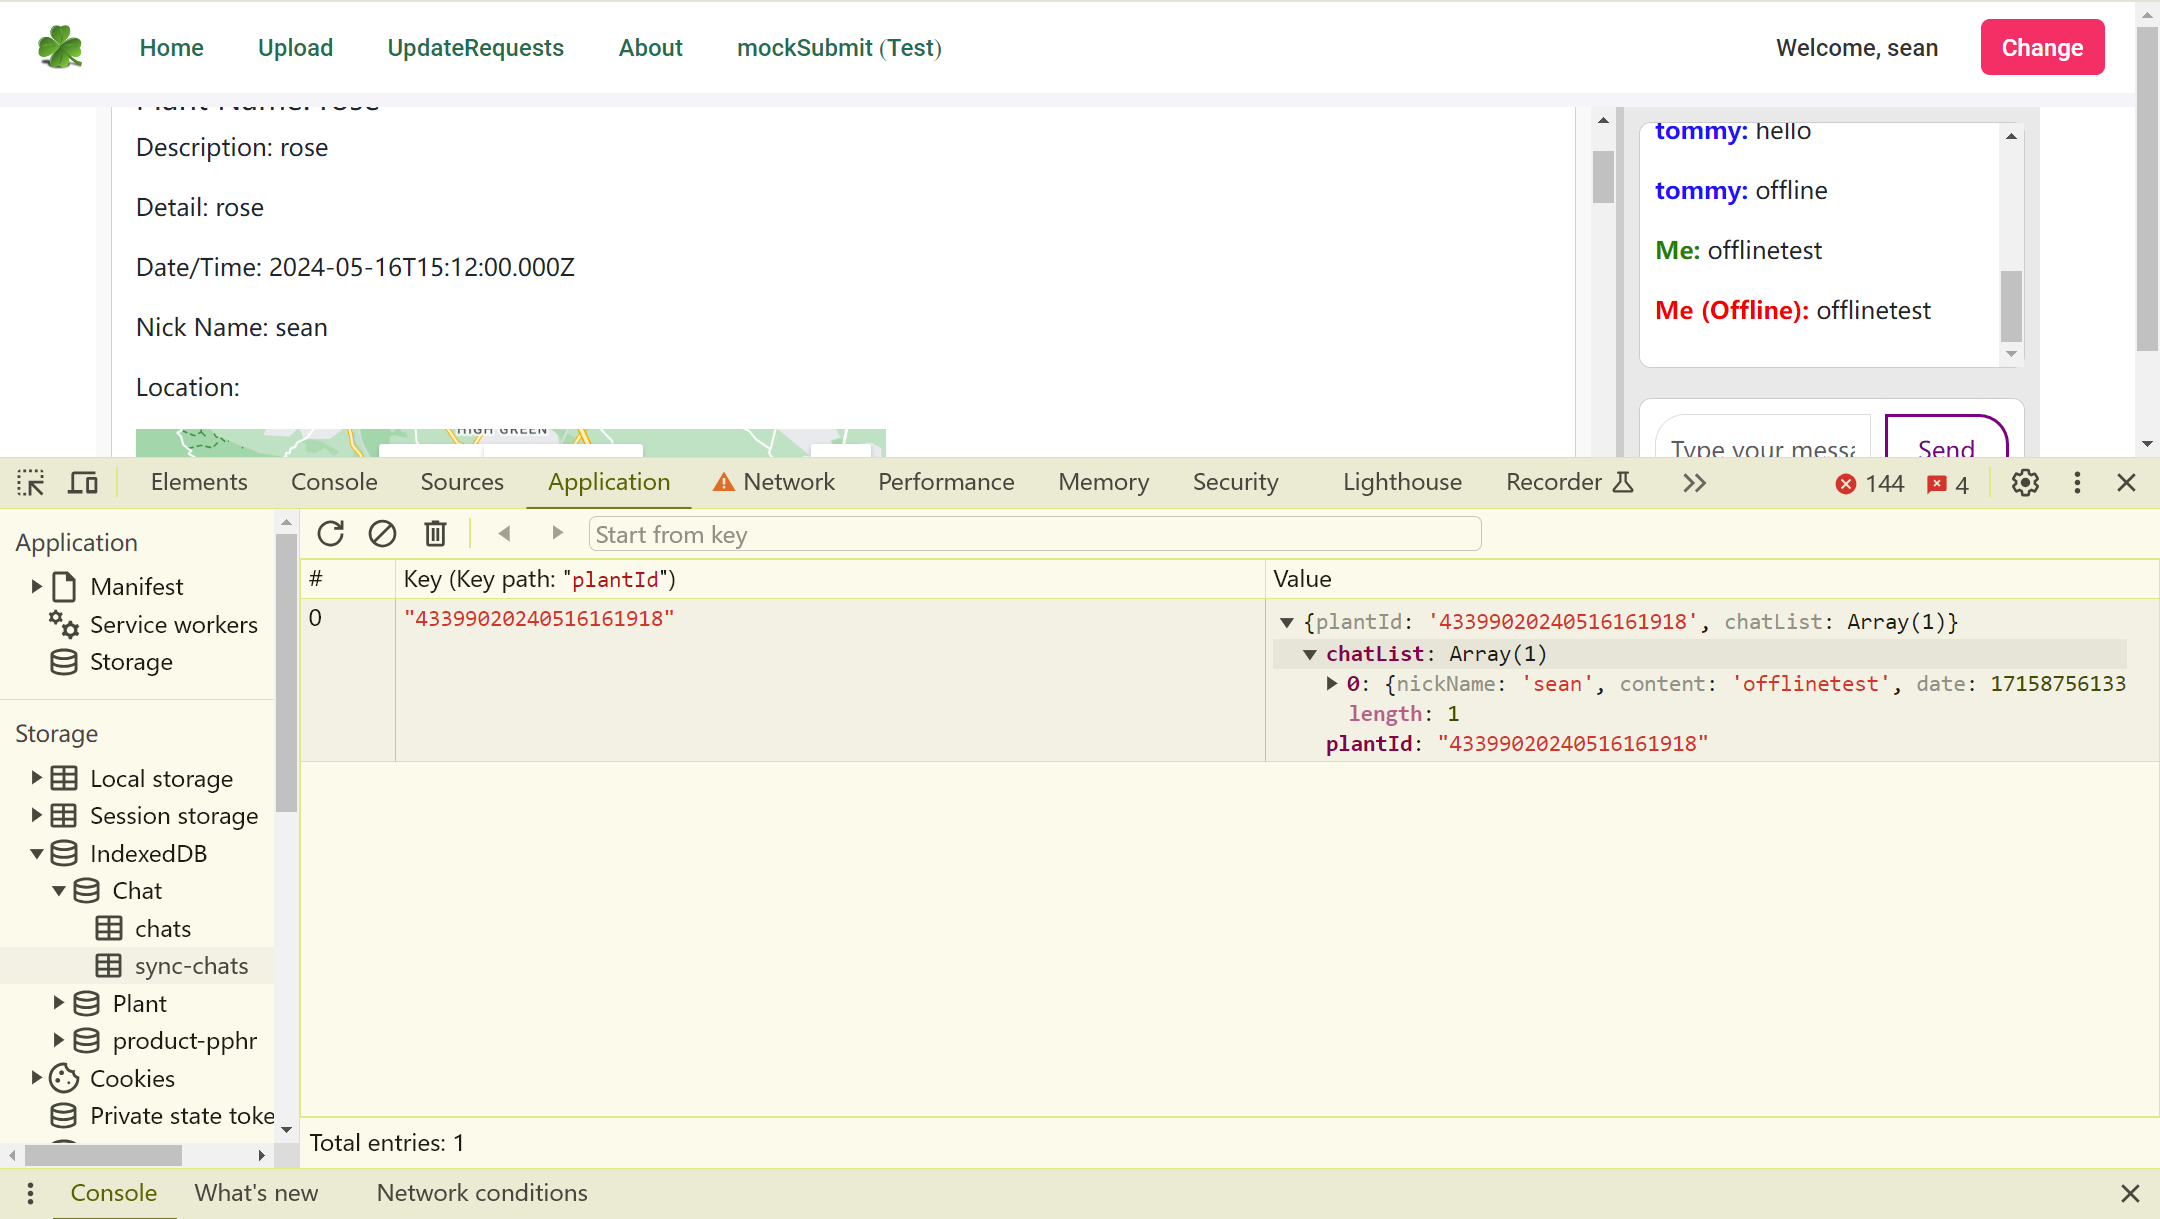 Home Upload UpdateRequests About mockSubmit (Test) Welcome, sean Change
Plant Name: rose
Description: rose
Detail: rose
Date/Time: 2024-05-16T15:12:00.000Z
Nick Name: sean
Location:
HIGH GREEN
tommy: hello
tommy: offline
Me: offlinetest
Me (Offline): offlinetest
Type your messa
Send
Elements Console Sources Application Network Performance Memory Security Lighthouse Recorder 144 4
Application
Manifest
Service workers
Storage
Storage
Local storage
Session storage
IndexedDB
Chat
chats
sync-chats
Plant
product-pphr
Cookies
Private state toke
Start from key
# Key (Key path: "plantId") Value
0 "43399020240516161918"
{plantId: '43399020240516161918', chatList: Array(1)}
chatList: Array(1)
0: {nickName: 'sean', content: 'offlinetest', date: 17158756133
length: 1
plantId: "43399020240516161918"
Total entries: 1
Console What's new Network conditions